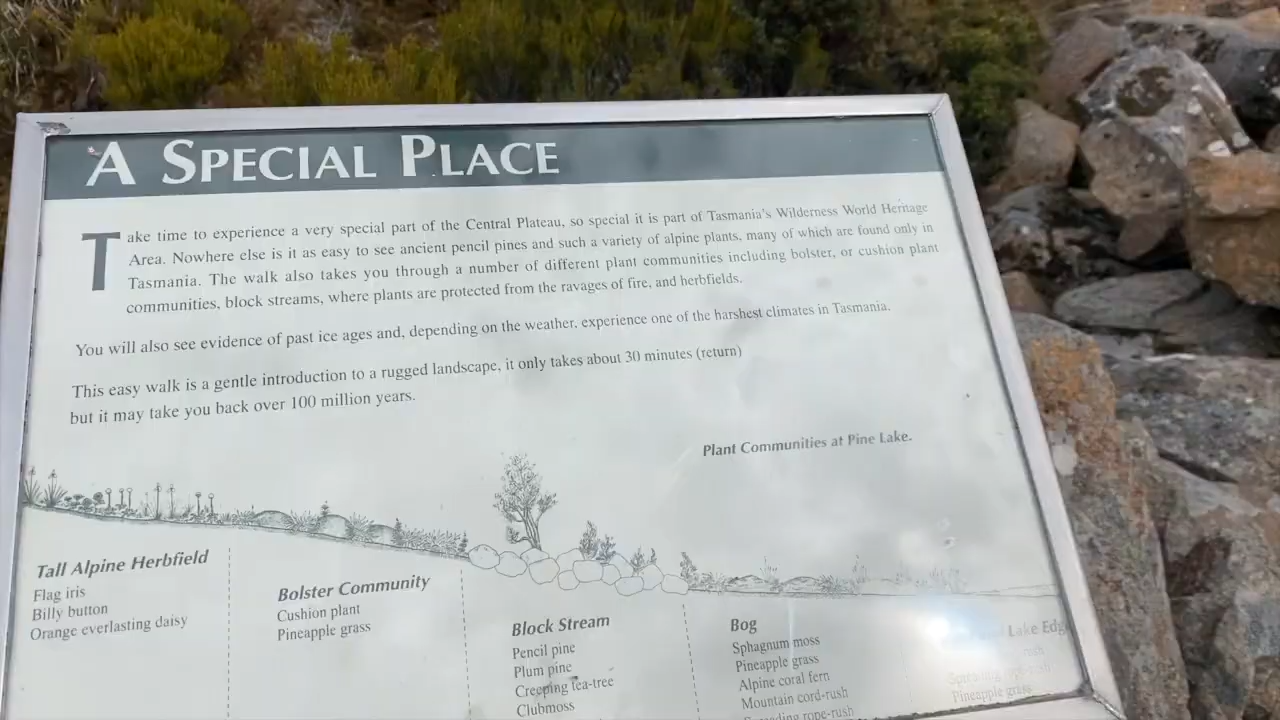 A SPECIAL PLACE
Take time to experience a very special part of the Central Plateau, so special it is part of Tasmania's Wilderness World Heritage
Area. Nowhere else is it as easy to see ancient pencil pines and such a variety of alpine plants, many of which are found only in
Tasmania. The walk also takes you through a number of different plant communities including bolster, or cushion plant
communities, block streams, where plants are protected from the ravages of fire, and herbfields.
You will also see evidence of past ice ages and, depending on the weather, experience one of the harshest climates in Tasmania.
This easy walk is a gentle introduction to a rugged landscape, it only takes about 30 minutes (return)
but it may take you back over 100 million years.
Plant Communities at Pine Lake.
Tall Alpine Herbfield
Flag iris
Billy button
Orange everlasting daisy
Bolster Community
Cushion plant
Pineapple grass
Block Stream
Pencil pine
Plum pine
Creeping tea-tree
Clubmoss
Bog
Sphagnum moss
Pineapple grass
Alpine coral fern
Mountain cord-rush
Spreading rope-rush
Lake Edg
rush
Spreading rope-rush
Pineapple grass